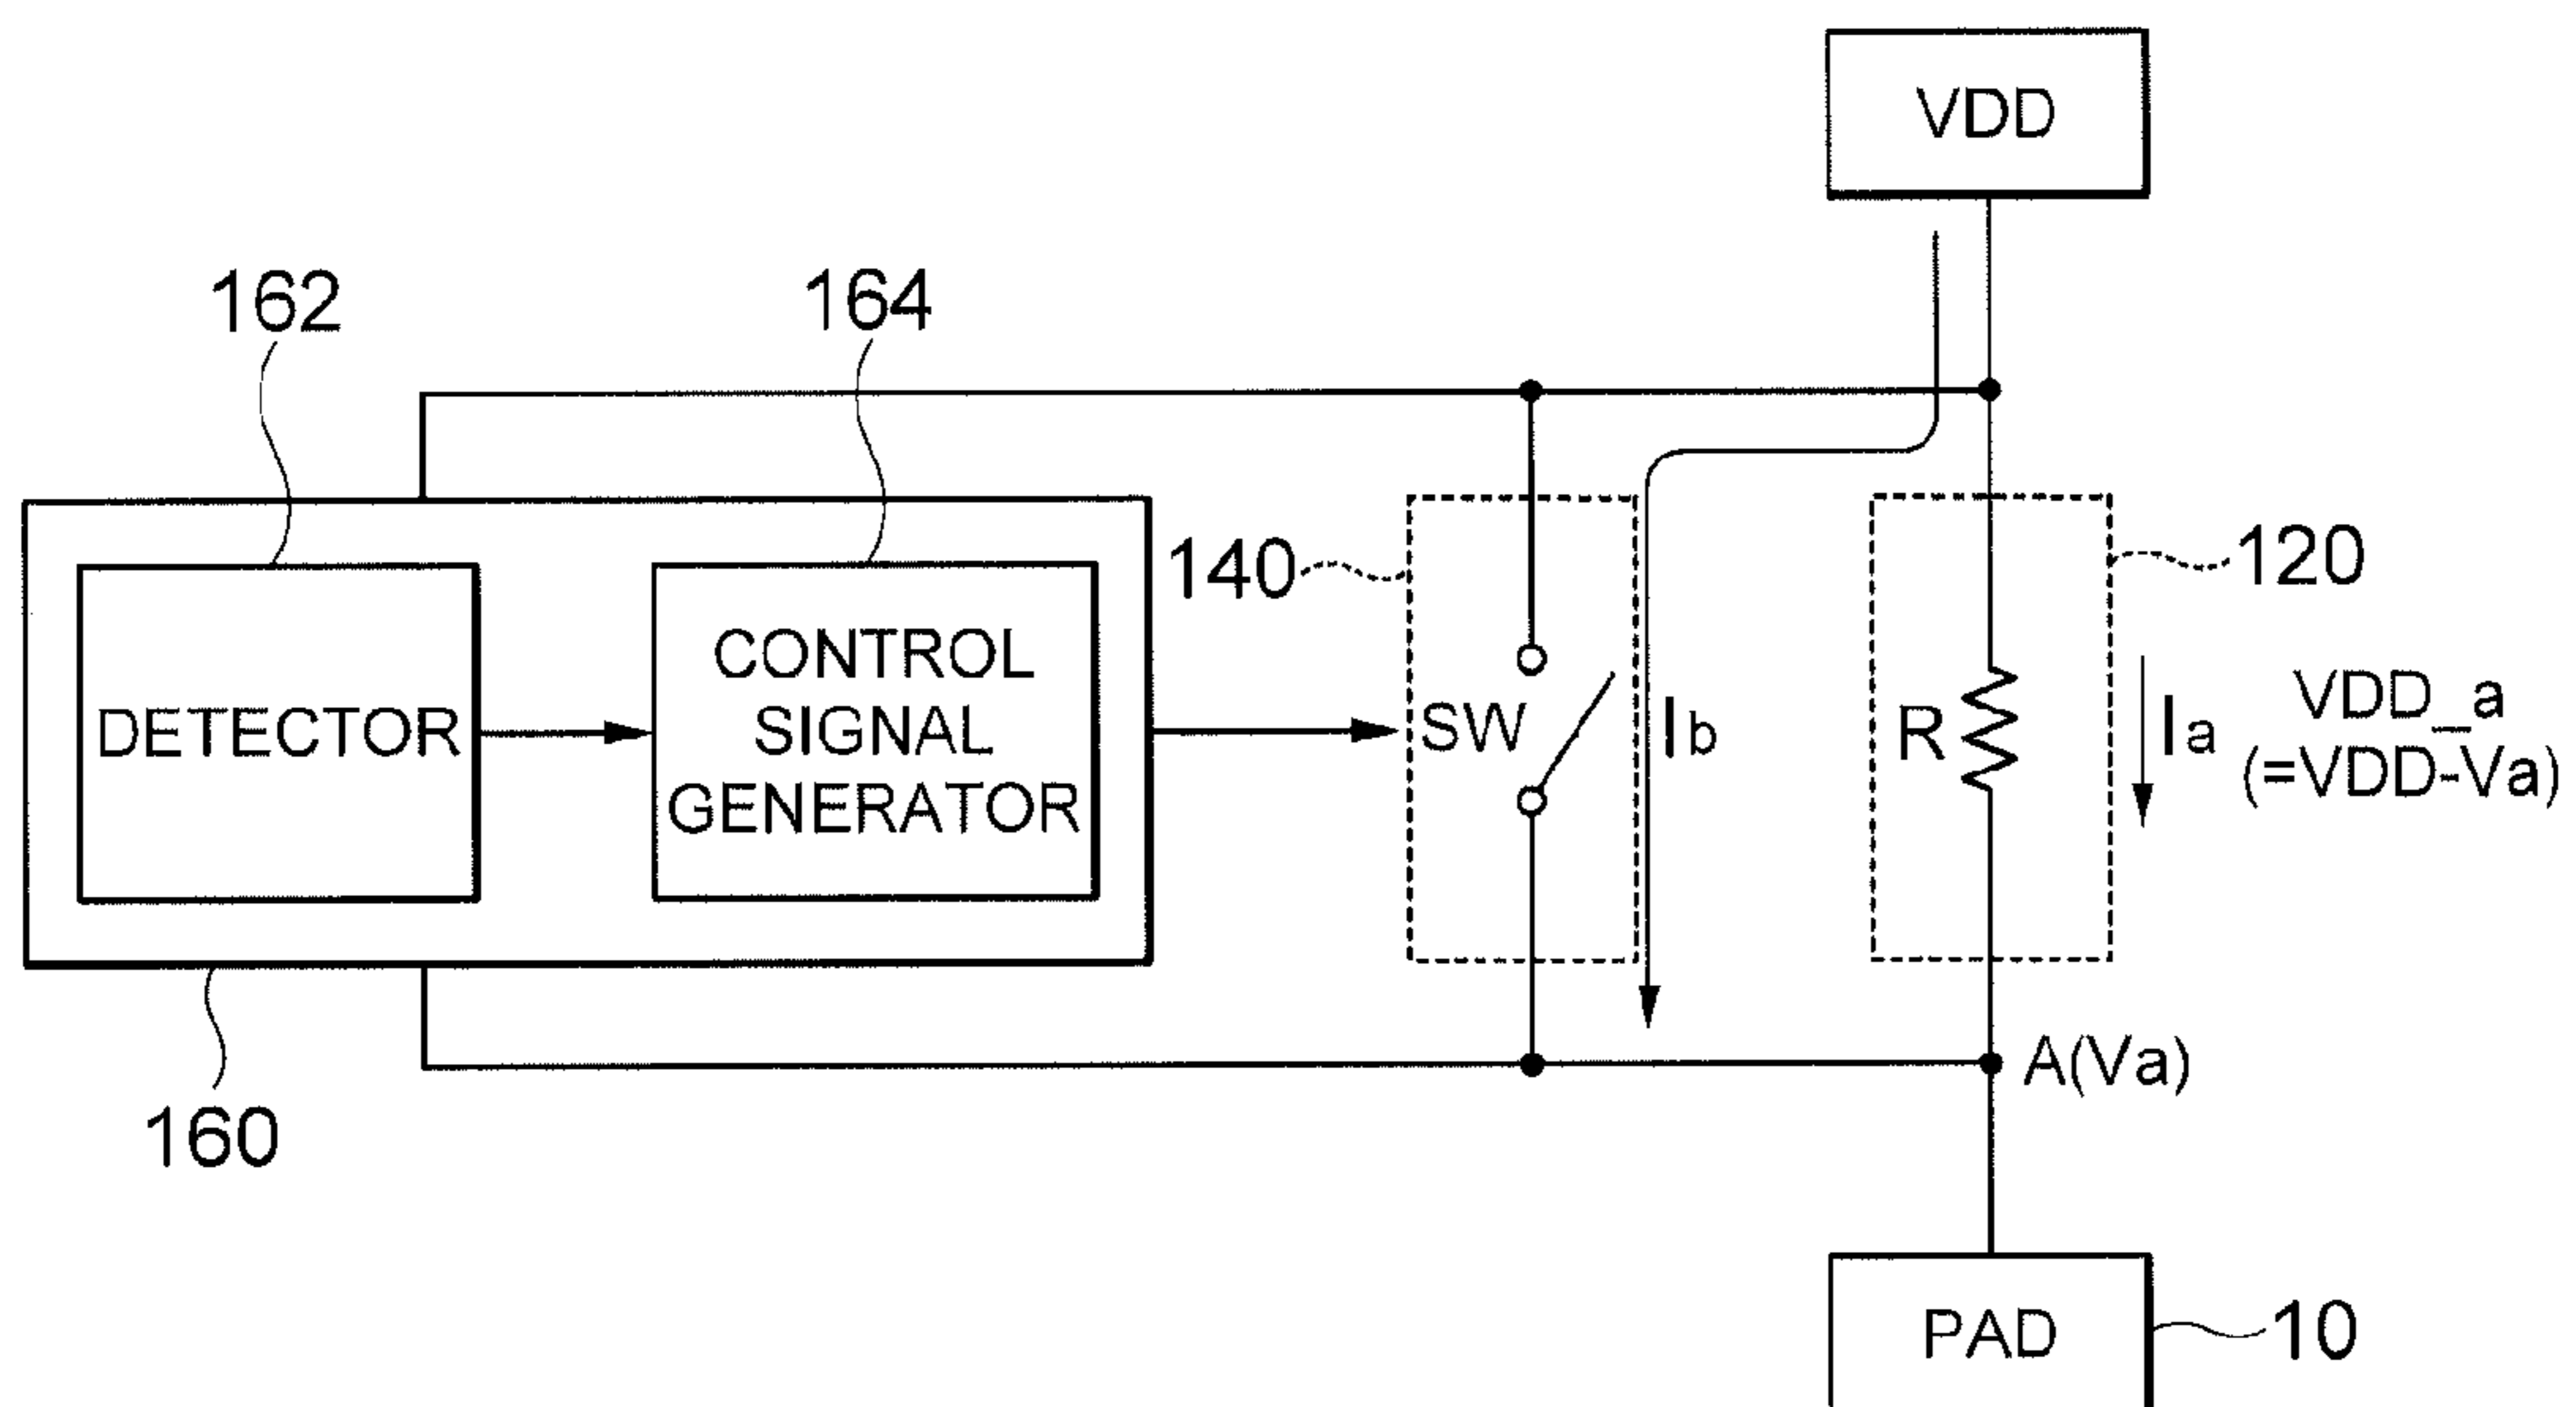 VDD
162
164
140
120
DETECTOR
CONTROL
SIGNAL
GENERATOR
SW
Ib
R
Ia
VDD_a
(=VDD-Va)
A(Va)
160
PAD
10